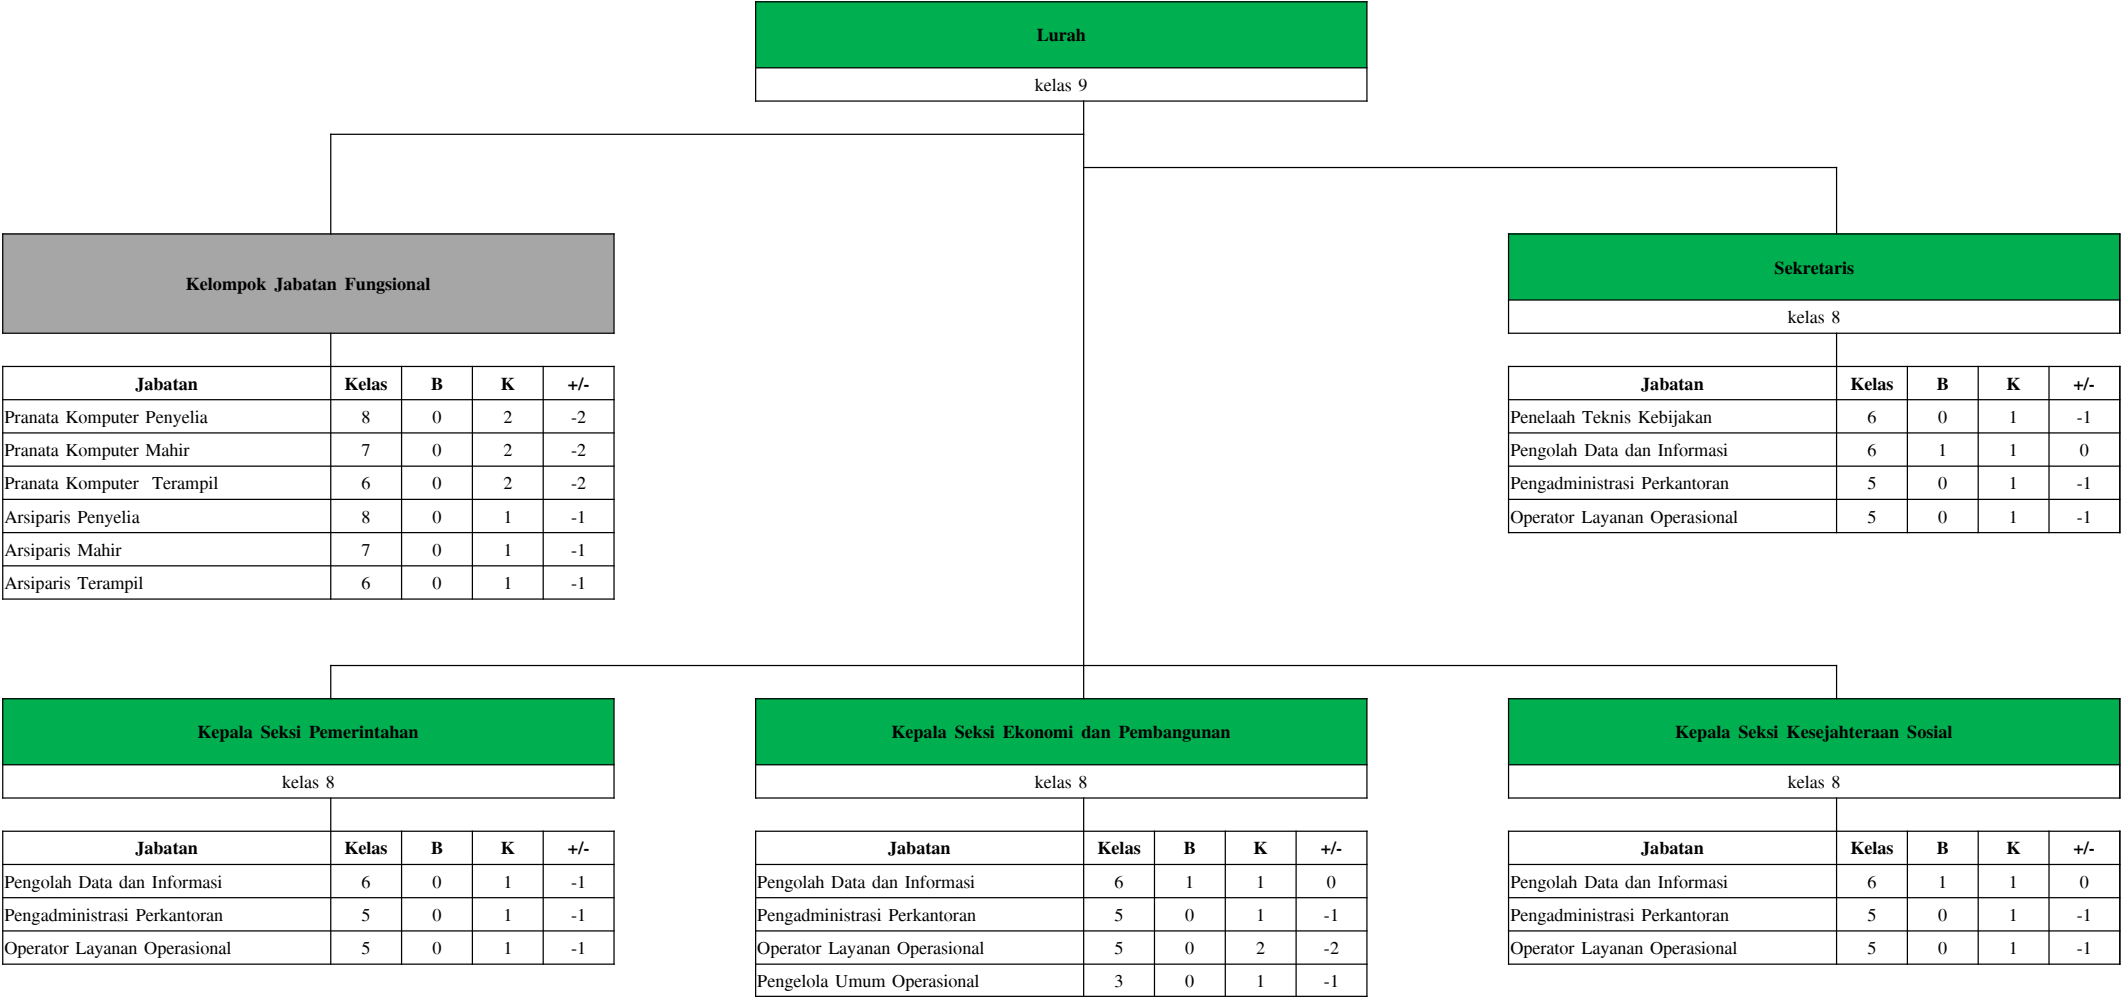 Lurah
kelas 9
Kelompok Jabatan Fungsional
Jabatan Kelas B K +/-
Pranata Komputer Penyelia 8 0 2 -2
Pranata Komputer Mahir 7 0 2 -2
Pranata Komputer Terampil 6 0 2 -2
Arsiparis Penyelia 8 0 1 -1
Arsiparis Mahir 7 0 1 -1
Arsiparis Terampil 6 0 1 -1
Sekretaris
kelas 8
Jabatan Kelas B K +/-
Penelaah Teknis Kebijakan 6 0 1 -1
Pengolah Data dan Informasi 6 1 1 0
Pengadministrasi Perkantoran 5 0 1 -1
Operator Layanan Operasional 5 0 1 -1
Kepala Seksi Pemerintahan
kelas 8
Jabatan Kelas B K +/-
Pengolah Data dan Informasi 6 0 1 -1
Pengadministrasi Perkantoran 5 0 1 -1
Operator Layanan Operasional 5 0 1 -1
Kepala Seksi Ekonomi dan Pembangunan
kelas 8
Jabatan Kelas B K +/-
Pengolah Data dan Informasi 6 1 1 0
Pengadministrasi Perkantoran 5 0 1 -1
Operator Layanan Operasional 5 0 2 -2
Pengelola Umum Operasional 3 0 1 -1
Kepala Seksi Kesejahteraan Sosial
kelas 8
Jabatan Kelas B K +/-
Pengolah Data dan Informasi 6 1 1 0
Pengadministrasi Perkantoran 5 0 1 -1
Operator Layanan Operasional 5 0 1 -1